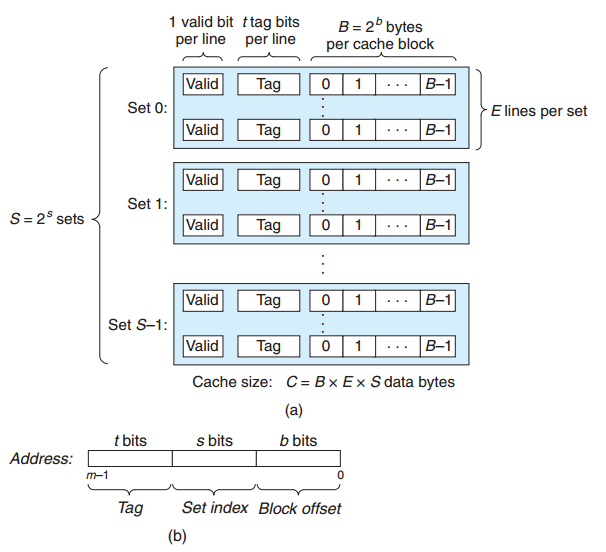 1 valid bit per line
t tag bits per line
B = 2^b bytes per cache block
Set 0:
Valid Tag 0 1 · · · B–1
Valid Tag 0 1 · · · B–1
E lines per set
S = 2^s sets
Set 1:
Valid Tag 0 1 · · · B–1
Valid Tag 0 1 · · · B–1
Set S–1:
Valid Tag 0 1 · · · B–1
Valid Tag 0 1 · · · B–1
Cache size: C = B × E × S data bytes
(a)
t bits s bits b bits
Address:
m–1 0
Tag Set index Block offset
(b)